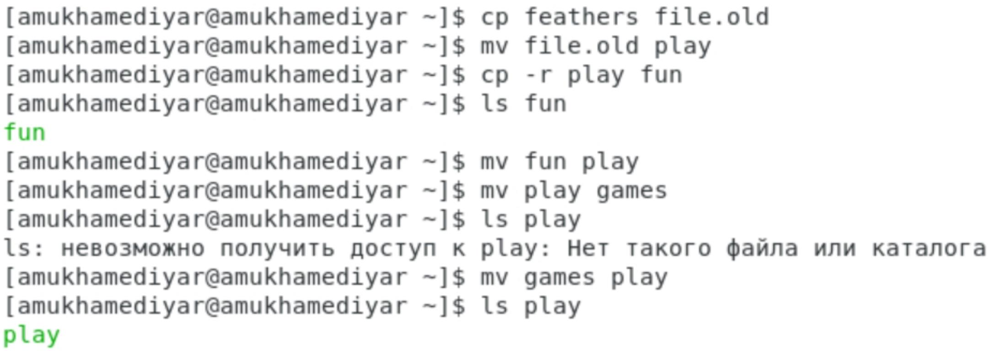 [amukhamediyar@amukhamediyar ~]$ cp feathers file.old
[amukhamediyar@amukhamediyar ~]$ mv file.old play
[amukhamediyar@amukhamediyar ~]$ cp -r play fun
[amukhamediyar@amukhamediyar ~]$ ls fun
fun
[amukhamediyar@amukhamediyar ~]$ mv fun play
[amukhamediyar@amukhamediyar ~]$ mv play games
[amukhamediyar@amukhamediyar ~]$ ls play
ls: невозможно получить доступ к play: Нет такого файла или каталога
[amukhamediyar@amukhamediyar ~]$ mv games play
[amukhamediyar@amukhamediyar ~]$ ls play
play